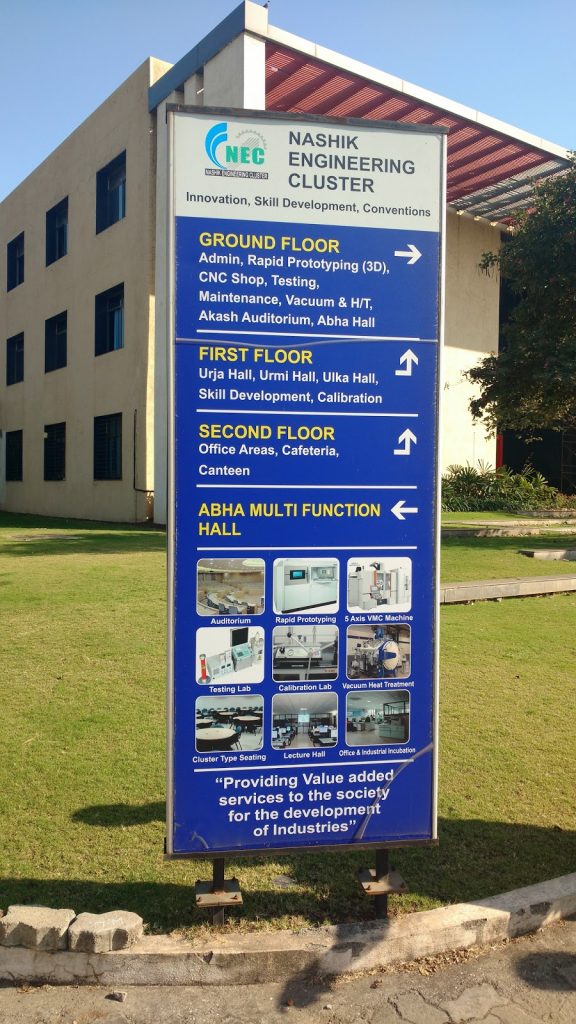 NEC
NASHIK ENGINEERING CLUSTER
NASHIK
ENGINEERING
CLUSTER
Innovation, Skill Development, Conventions
GROUND FLOOR
Admin, Rapid Prototyping (3D),
CNC Shop, Testing,
Maintenance, Vacuum & H/T,
Akash Auditorium, Abha Hall
FIRST FLOOR
Urja Hall, Urmi Hall, Ulka Hall,
Skill Development, Calibration
SECOND FLOOR
Office Areas, Cafeteria,
Canteen
ABHA MULTI FUNCTION
HALL
Auditorium
Rapid Prototyping
5 Axis VMC Machine
Testing Lab
Calibration Lab
Vacuum Heat Treatment
Cluster Type Seating
Lecture Hall
Office & Industrial Incubation
“Providing Value added
services to the society
for the development
of Industries”